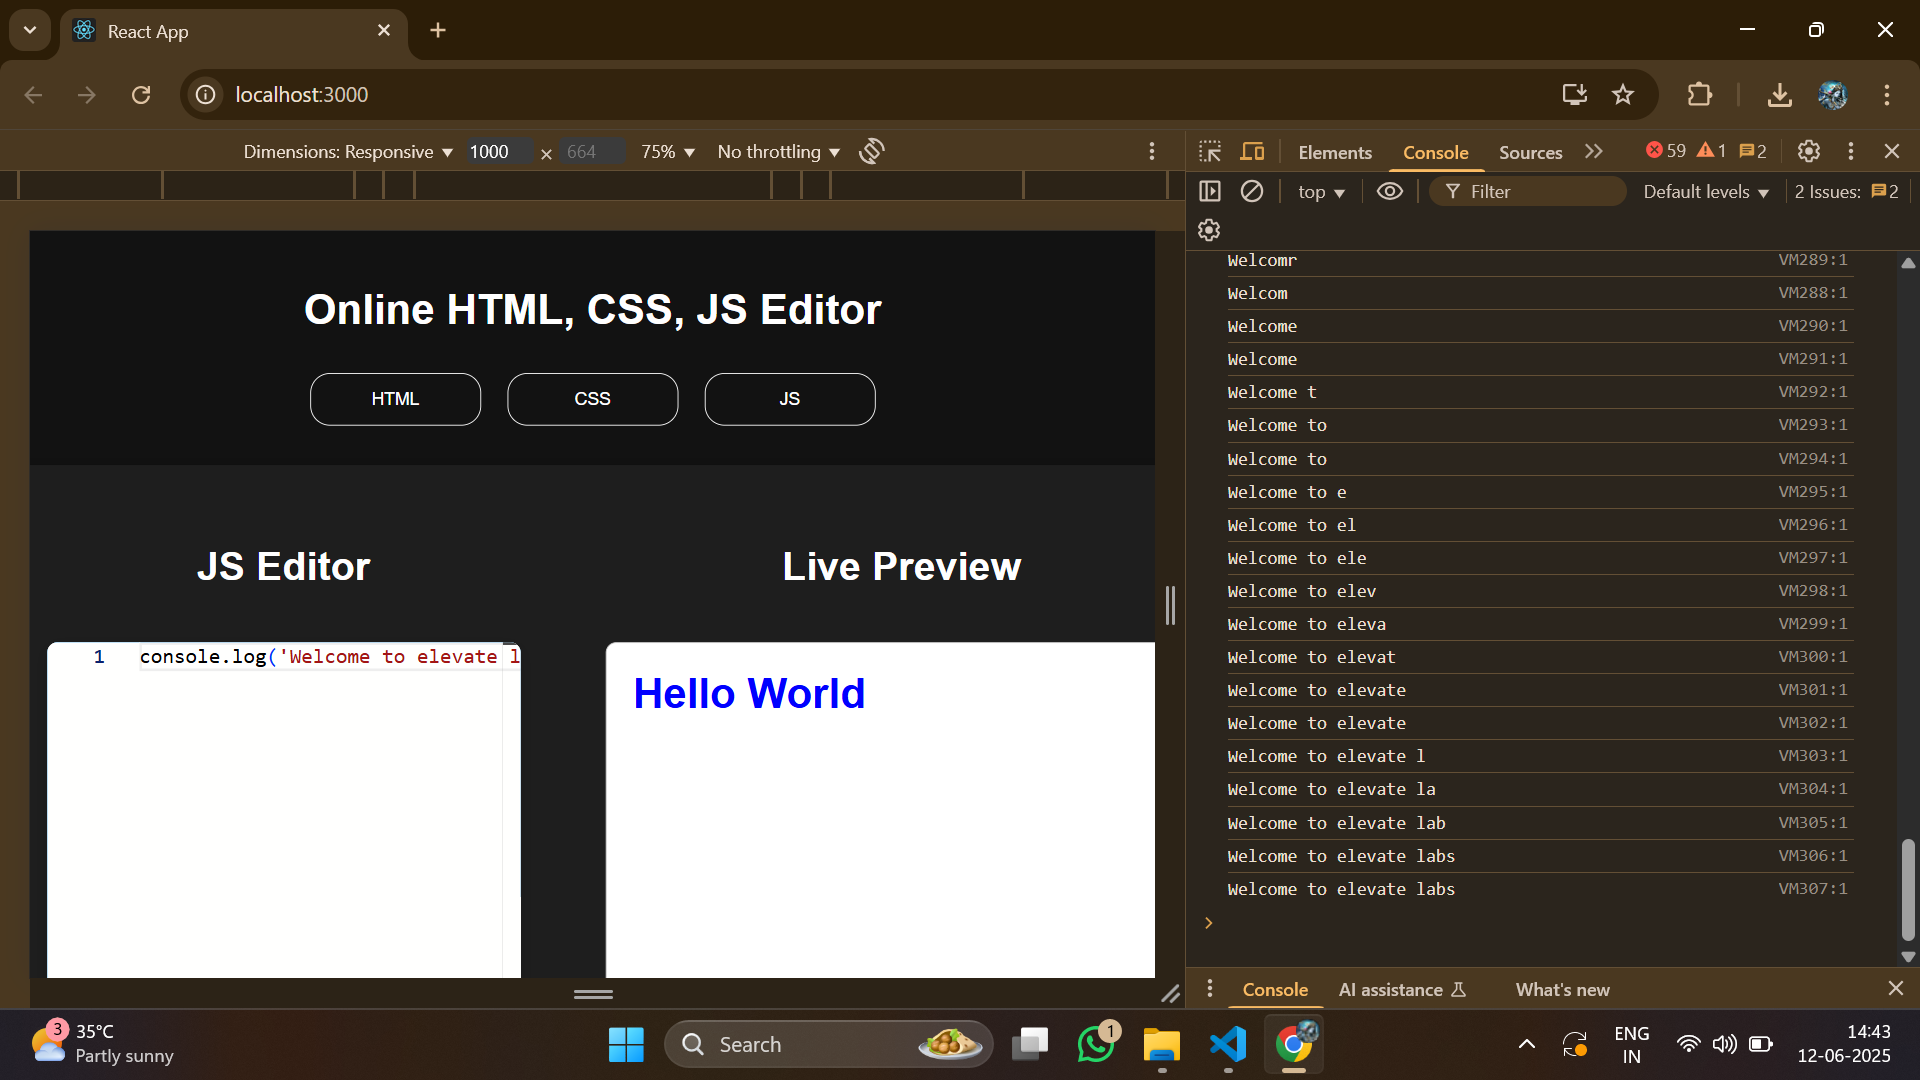 React App
localhost:3000
Dimensions: Responsive 1000 × 664 75% No throttling
Elements Console Sources 59 1 2
top Filter Default levels 2 Issues: 2
Online HTML, CSS, JS Editor
HTML CSS JS
JS Editor
Live Preview
1 console.log('Welcome to elevate l
Hello World
Welcomr VM289:1
Welcom VM288:1
Welcome VM290:1
Welcome VM291:1
Welcome t VM292:1
Welcome to VM293:1
Welcome to VM294:1
Welcome to e VM295:1
Welcome to el VM296:1
Welcome to ele VM297:1
Welcome to elev VM298:1
Welcome to eleva VM299:1
Welcome to elevat VM300:1
Welcome to elevate VM301:1
Welcome to elevate VM302:1
Welcome to elevate l VM303:1
Welcome to elevate la VM304:1
Welcome to elevate lab VM305:1
Welcome to elevate labs VM306:1
Welcome to elevate labs VM307:1
Console AI assistance What's new
3 35°C
Partly sunny
Search
1
ENG
IN
14:43
12-06-2025